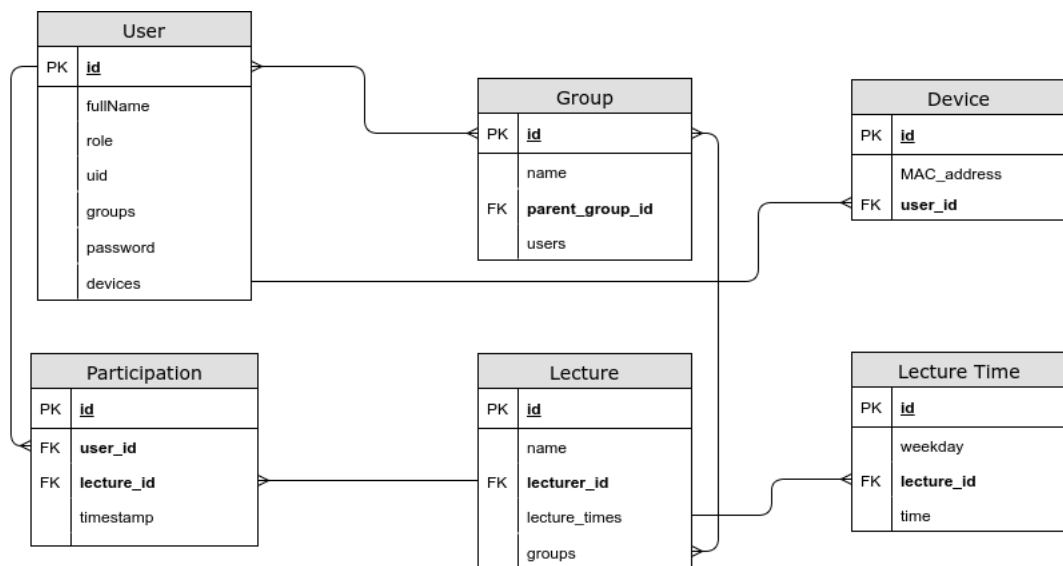 User
PK id
fullName
role
uid
groups
password
devices
Group
PK id
name
FK parent_group_id
users
Device
PK id
MAC_address
FK user_id
Participation
PK id
FK user_id
FK lecture_id
timestamp
Lecture
PK id
name
FK lecturer_id
lecture_times
groups
Lecture Time
PK id
weekday
FK lecture_id
time